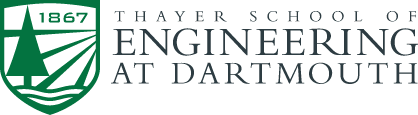 1867
THAYER SCHOOL OF
ENGINEERING
AT DARTMOUTH